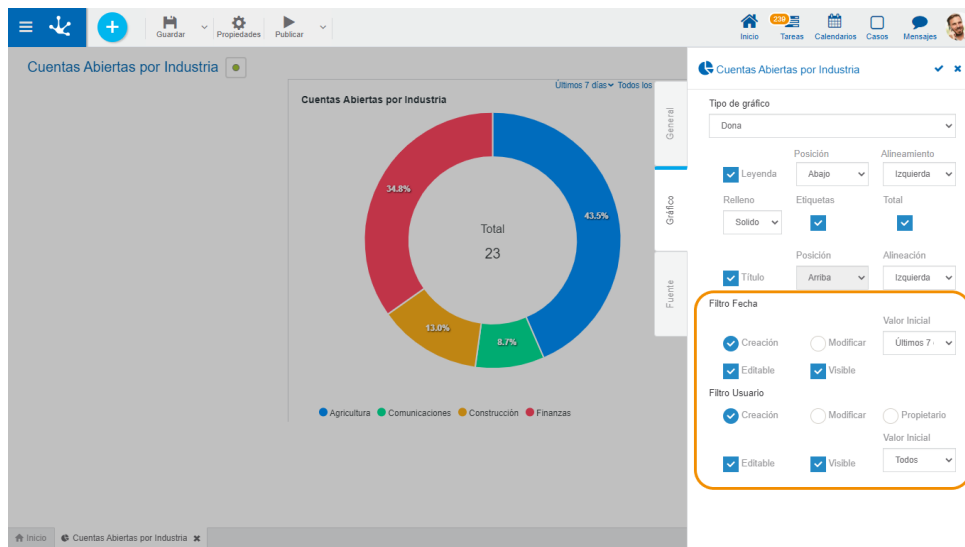 Guardar
Propiedades
Publicar
Inicio
239
Tareas
Calendarios
Casos
Mensajes
Cuentas Abiertas por Industria
Últimos 7 días Todos los
Cuentas Abiertas por Industria
34.8%
43.5%
Total
23
13.0%
8.7%
Agricultura Comunicaciones Construcción Finanzas
General
Gráfico
Fuente
Cuentas Abiertas por Industria
Tipo de gráfico
Dona
Posición Alineamiento
Leyenda Abajo Izquierda
Relleno Etiquetas Total
Solido
Posición Alineación
Título Arriba Izquierda
Filtro Fecha
Valor Inicial
Creación Modificar Últimos 7
Editable Visible
Filtro Usuario
Creación Modificar Propietario
Valor Inicial
Editable Visible Todos
Inicio Cuentas Abiertas por Industria